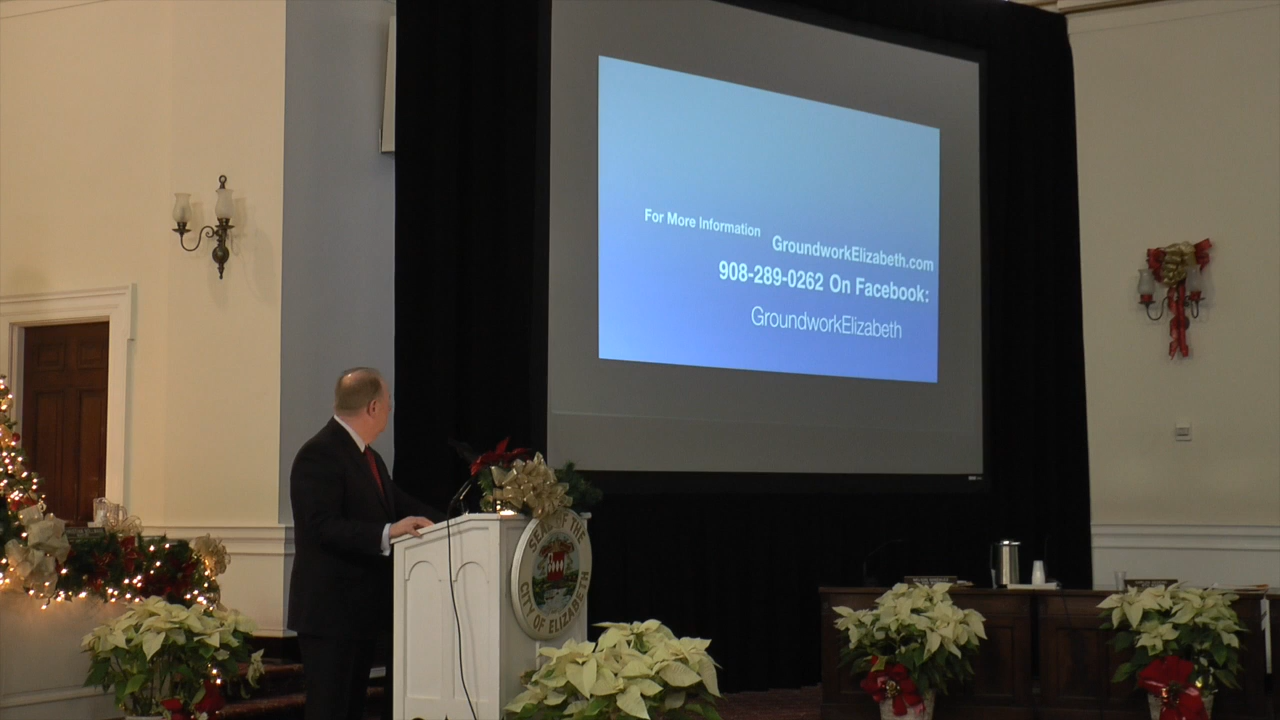 For More Information
GroundworkElizabeth.com
908-289-0262 On Facebook:
GroundworkElizabeth
SEAL OF THE
CITY OF ELIZABETH